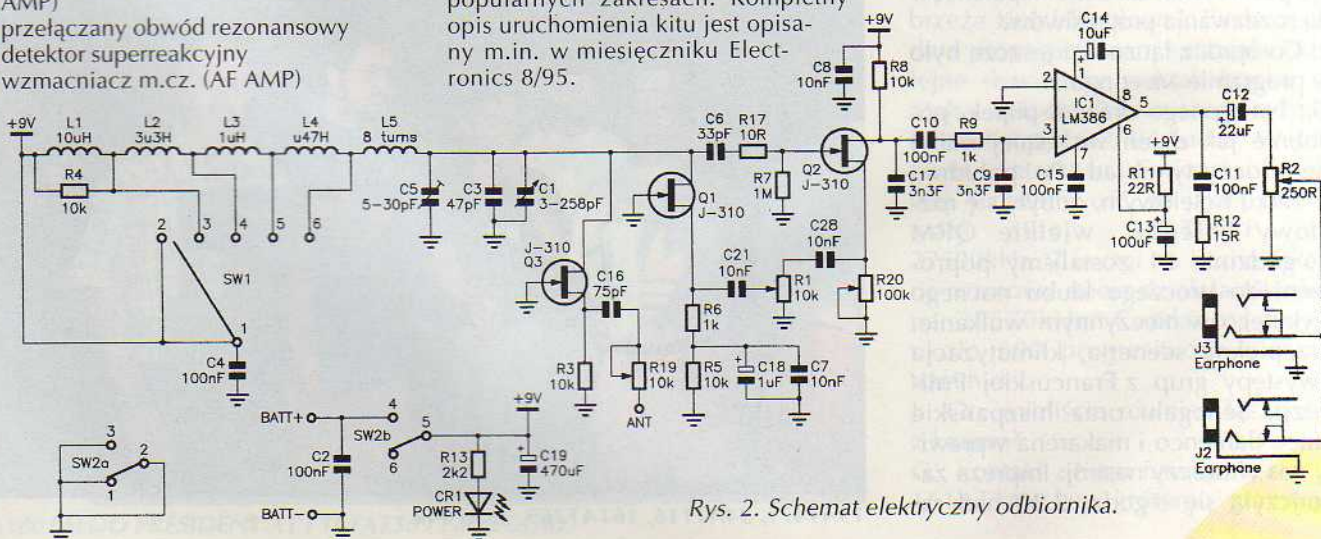 AMP)
przełączany obwód rezonansowy
detektor superreakcyjny
wzmacniacz m.cz. (AF AMP)
popularnych zakresach. Kompletny
opis uruchomienia kitu jest opisa-
ny m.in. w miesięczniku Elect-
ronics 8/95.
+9V
L1
10uH
L2
3u3H
L3
1uH
L4
u47H
L5
8 turns
R4
10k
2
3
4
5
6
SW1
1
C4
100nF
C5
5-30pF
C3
47pF
C1
3-258pF
J-310
Q3
C16
75pF
R3
10k
R19
10k
ANT
C6
33pF
R17
10R
Q1
J-310
R7
1M
Q2
J-310
C8
10nF
+9V
R8
10k
C21
10nF
R1
10k
C28
10nF
R20
100k
R6
1k
R5
10k
C18
1uF
C7
10nF
C10
100nF
R9
1k
C17
3n3F
C9
3n3F
C15
100nF
C14
10uF
1
2
3
IC1
LM386
8
5
6
7
4
C12
22uF
+9V
R11
22R
C13
100uF
100nF
R12
15R
R2
250R
J3
Earphone
J2
Earphone
3
SW2a
2
1
BATT+
C2
100nF
BATT-
4
SW2b
5
6
R13
2k2
CR1
POWER
+9V
C19
470uF
Rys. 2. Schemat elektryczny odbiornika.